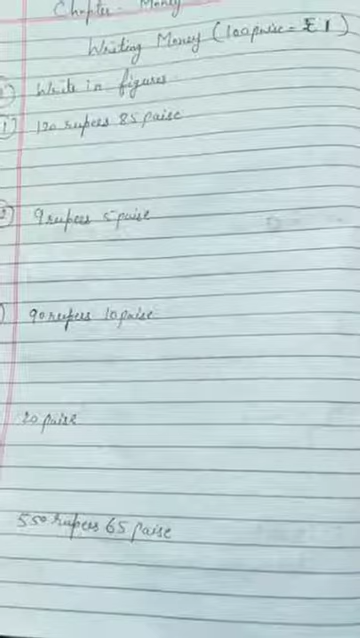 Chapter - Money
Writing Money (100 paise = ₹1)
Write in figures
1) 120 rupees 85 paise
2) 9 rupees 5 paise
90 rupees 10 paise
20 paise
550 rupees 65 paise